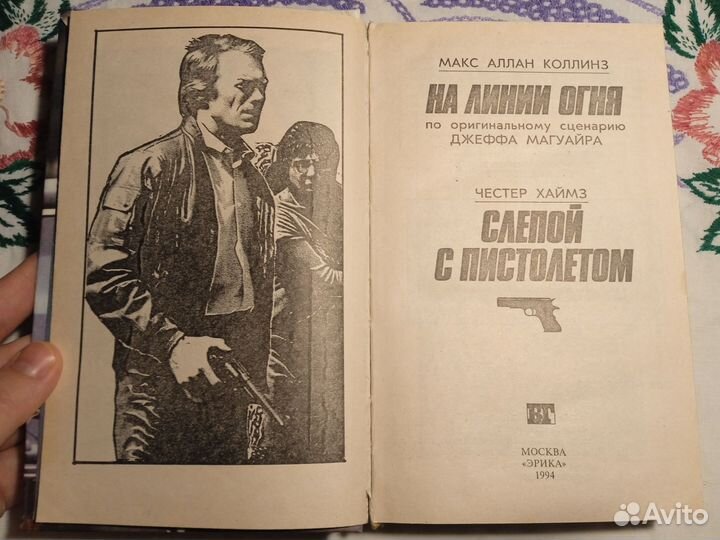 МАКС АЛЛАН КОЛЛИНЗ
НА ЛИНИИ ОГНЯ
по оригинальному сценарию
ДЖЕФФА МАГУАЙРА
ЧЕСТЕР ХАЙМЗ
СЛЕПОЙ
С ПИСТОЛЕТОМ
ВГ
МОСКВА
«ЭРИКА»
1994
Avito